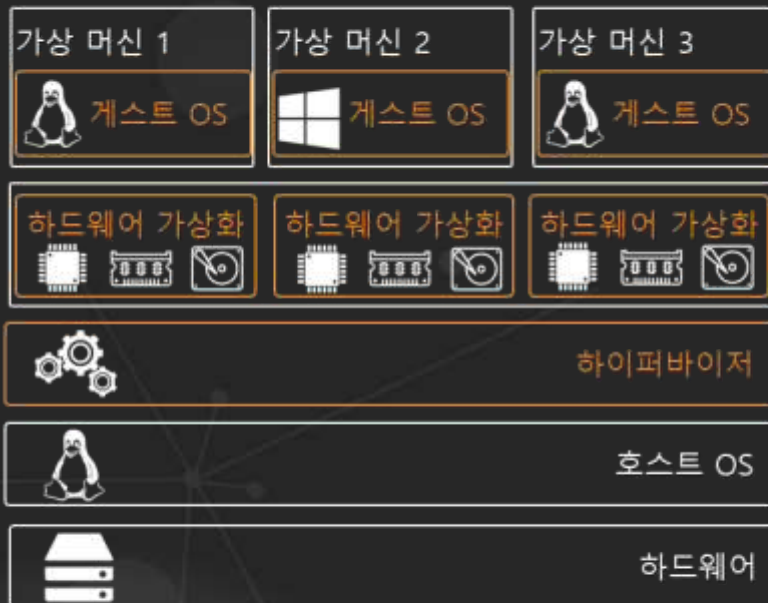 가상 머신 1
가상 머신 2
가상 머신 3
게스트 OS
게스트 OS
게스트 OS
하드웨어 가상화
하드웨어 가상화
하드웨어 가상화
하이퍼바이저
호스트 OS
하드웨어